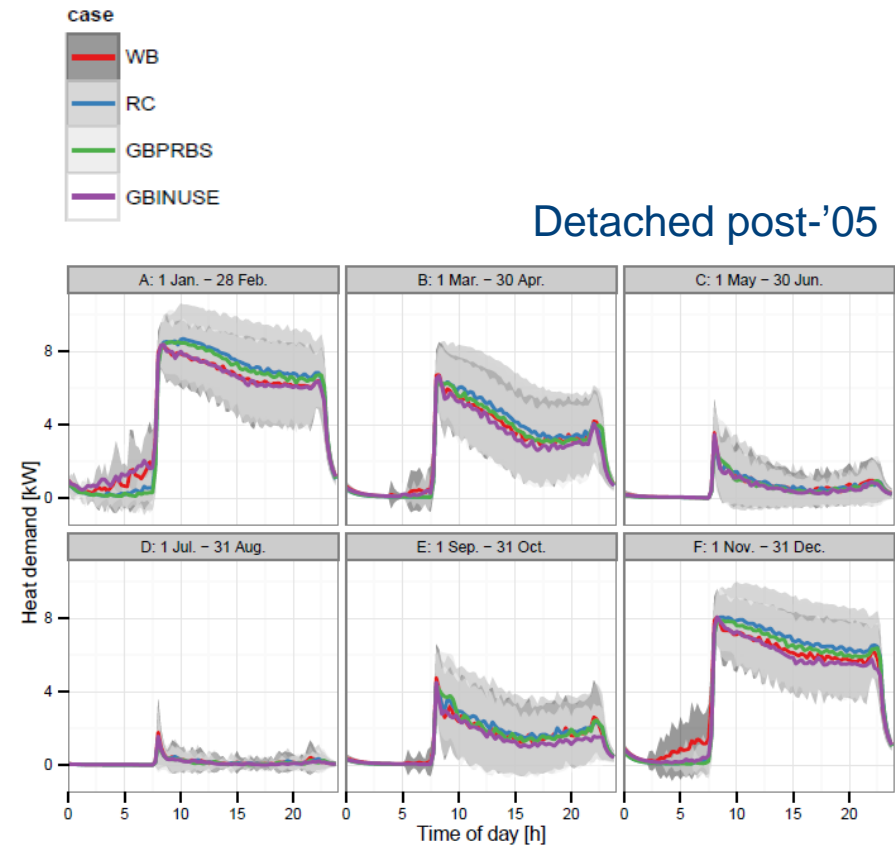 case
WB
RC
GBPRBS
GBINUSE
Detached post-’05
A: 1 Jan. − 28 Feb.
B: 1 Mar. − 30 Apr.
C: 1 May − 30 Jun.
8
4
0
D: 1 Jul. − 31 Aug.
E: 1 Sep. − 31 Oct.
F: 1 Nov. − 31 Dec.
8
4
0
Heat demand [kW]
0 5 10 15 20 0 5 10 15 20 0 5 10 15 20
Time of day [h]